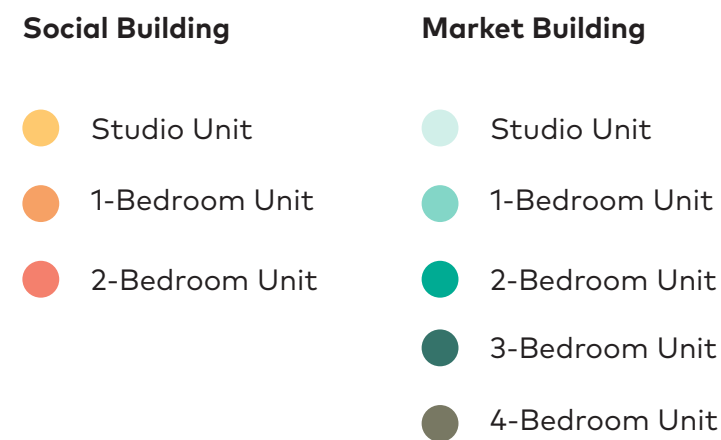 Social Building
Studio Unit
1-Bedroom Unit
2-Bedroom Unit
Market Building
Studio Unit
1-Bedroom Unit
2-Bedroom Unit
3-Bedroom Unit
4-Bedroom Unit